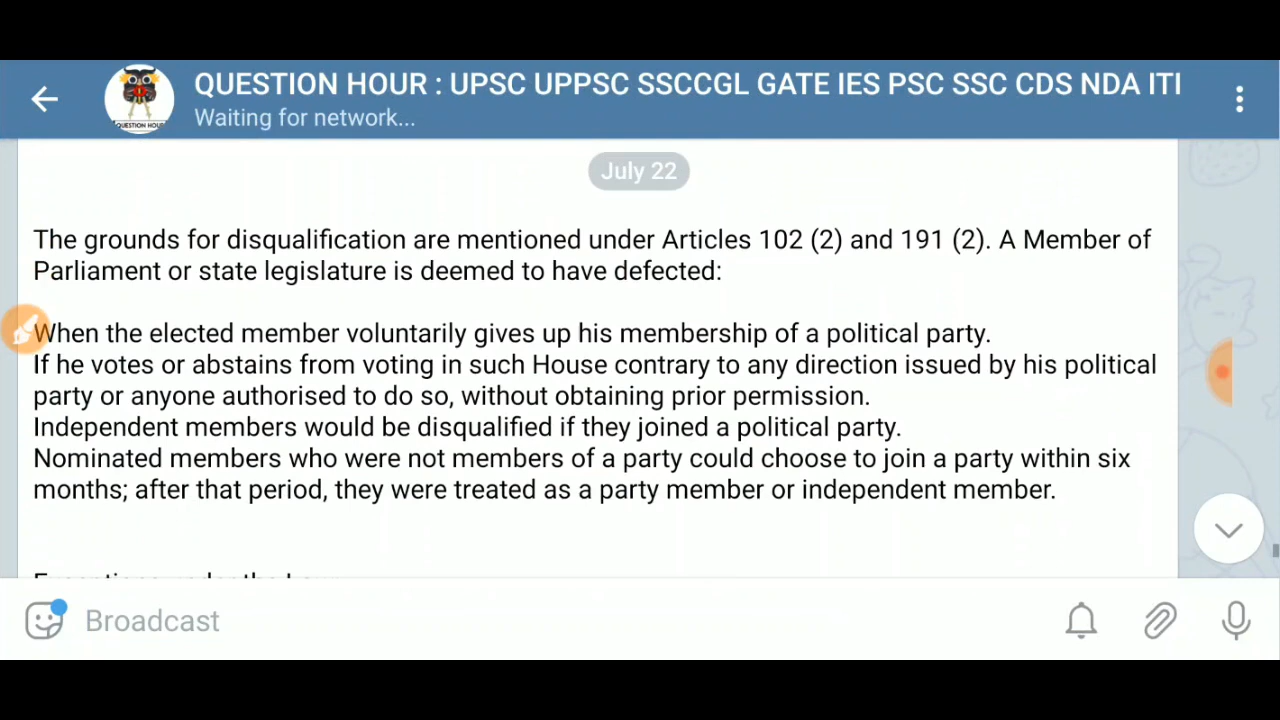 QUESTION HOUR : UPSC UPPSC SSCCGL GATE IES PSC SSC CDS NDA ITI
Waiting for network...
QUESTION HOUR
July 22
The grounds for disqualification are mentioned under Articles 102 (2) and 191 (2). A Member of
Parliament or state legislature is deemed to have defected:
When the elected member voluntarily gives up his membership of a political party.
If he votes or abstains from voting in such House contrary to any direction issued by his political
party or anyone authorised to do so, without obtaining prior permission.
Independent members would be disqualified if they joined a political party.
Nominated members who were not members of a party could choose to join a party within six
months; after that period, they were treated as a party member or independent member.
Broadcast